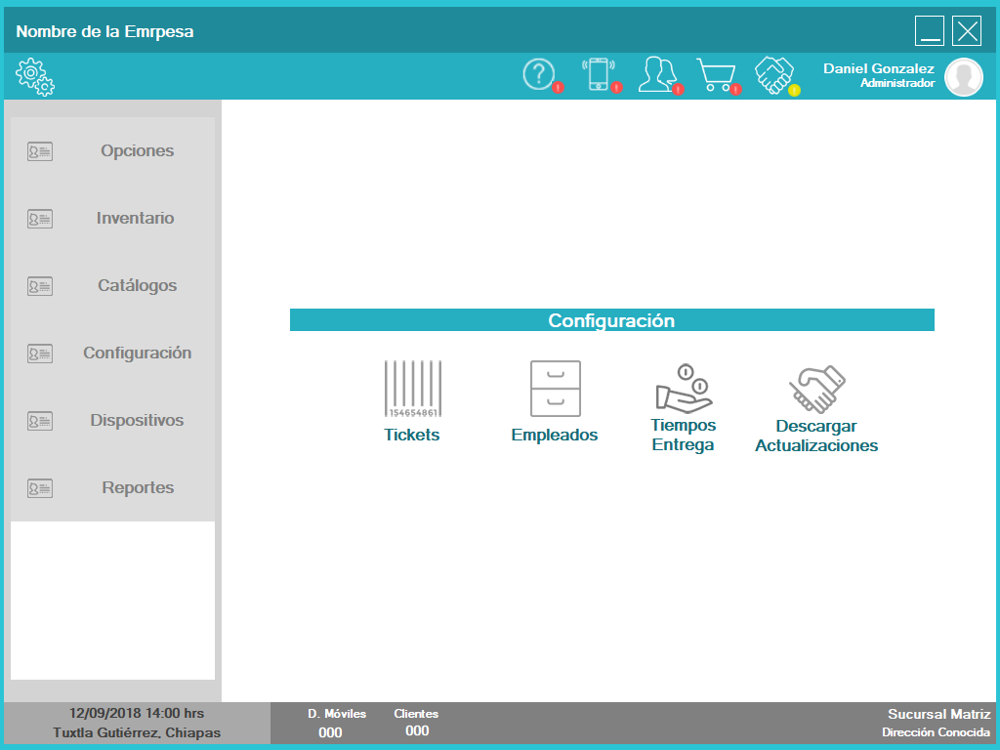 Nombre de la Emrpesa
Daniel Gonzalez
Administrador
Opciones
Inventario
Catálogos
Configuración
Dispositivos
Reportes
Configuración
154654861
Tickets
Empleados
Tiempos
Entrega
Descargar
Actualizaciones
12/09/2018 14:00 hrs
Tuxtla Gutiérrez, Chiapas
D. Móviles
000
Clientes
000
Sucursal Matriz
Dirección Conocida